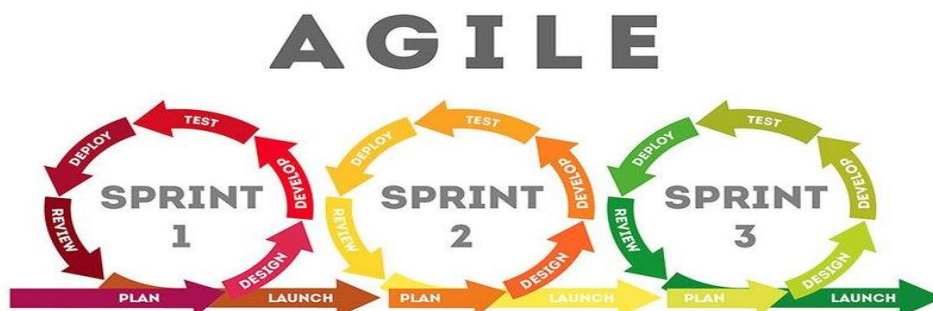 AGILE
TEST
DEPLOY
DEVELOP
SPRINT
1
REVIEW
DESIGN
PLAN
LAUNCH
TEST
DEPLOY
DEVELOP
SPRINT
2
REVIEW
DESIGN
PLAN
LAUNCH
TEST
DEPLOY
DEVELOP
SPRINT
3
REVIEW
DESIGN
PLAN
LAUNCH